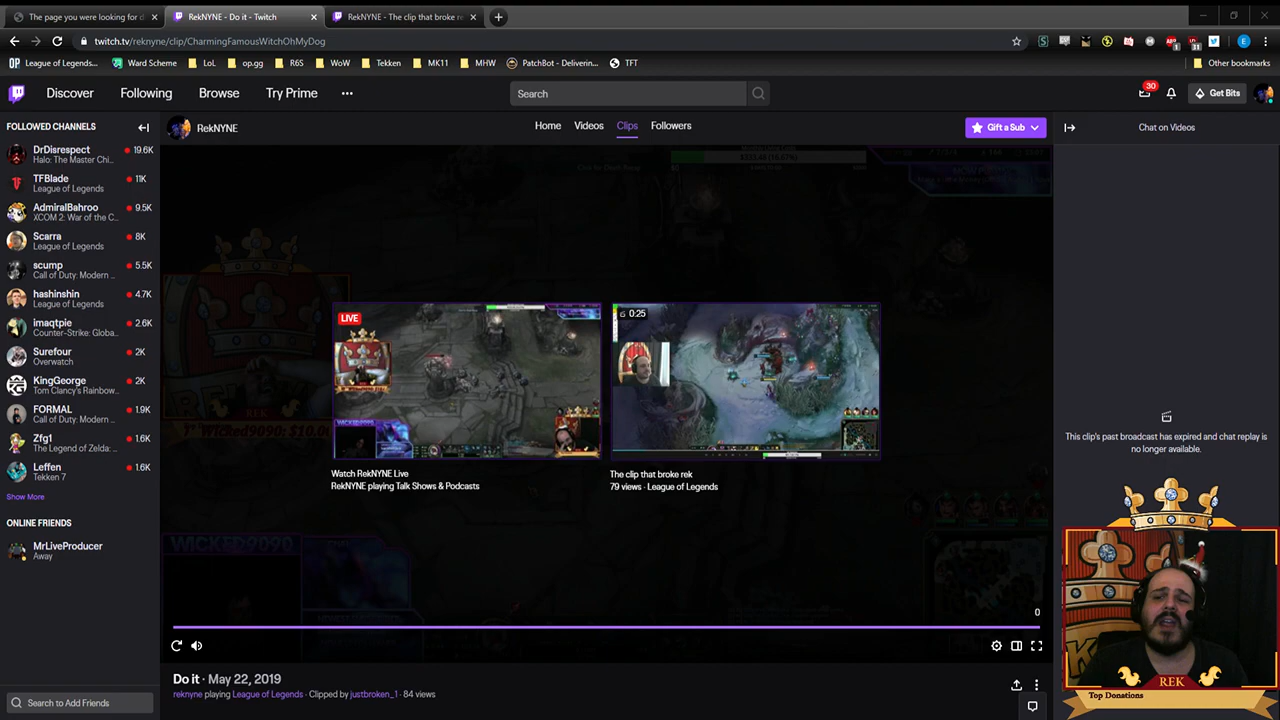 The page you were looking for d
RekNYNE - Do it - Twitch
RekNYNE - The clip that broke re
twitch.tv/reknyne/clip/CharmingFamousWitchOhMyDog
League of Legends...
Ward Scheme
LoL
op.gg
R6S
WoW
Tekken
MK11
MHW
PatchBot - Deliverin...
TFT
Other bookmarks
Discover
Following
Browse
Try Prime
Search
30
Get Bits
FOLLOWED CHANNELS
RekNYNE
Home
Videos
Clips
Followers
Gift a Sub
Chat on Videos
DrDisrespect
19.6K
Halo: The Master Chi...
TFBlade
11K
League of Legends
AdmiralBahroo
9.5K
XCOM 2: War of the C...
Scarra
8K
League of Legends
scump
5.5K
Call of Duty: Modern ...
hashinshin
4.7K
League of Legends
imaqtpie
2.6K
Counter-Strike: Globa...
Surefour
2K
Overwatch
KingGeorge
2K
Tom Clancy's Rainbow...
FORMAL
1.9K
Call of Duty: Modern ...
Zfg1
1.6K
The Legend of Zelda: ...
Leffen
1.6K
Tekken 7
Show More
ONLINE FRIENDS
MrLiveProducer
Away
Search to Add Friends
LIVE
0:25
Watch RekNYNE Live
RekNYNE playing Talk Shows & Podcasts
The clip that broke rek
79 views · League of Legends
WICKED9090
REK
Wicked9090: $10.0
This clip's past broadcast has expired and chat replay is
no longer available.
0
Do it · May 22, 2019
reknyne playing League of Legends · Clipped by justbroken_1 · 84 views
REK
Top Donations